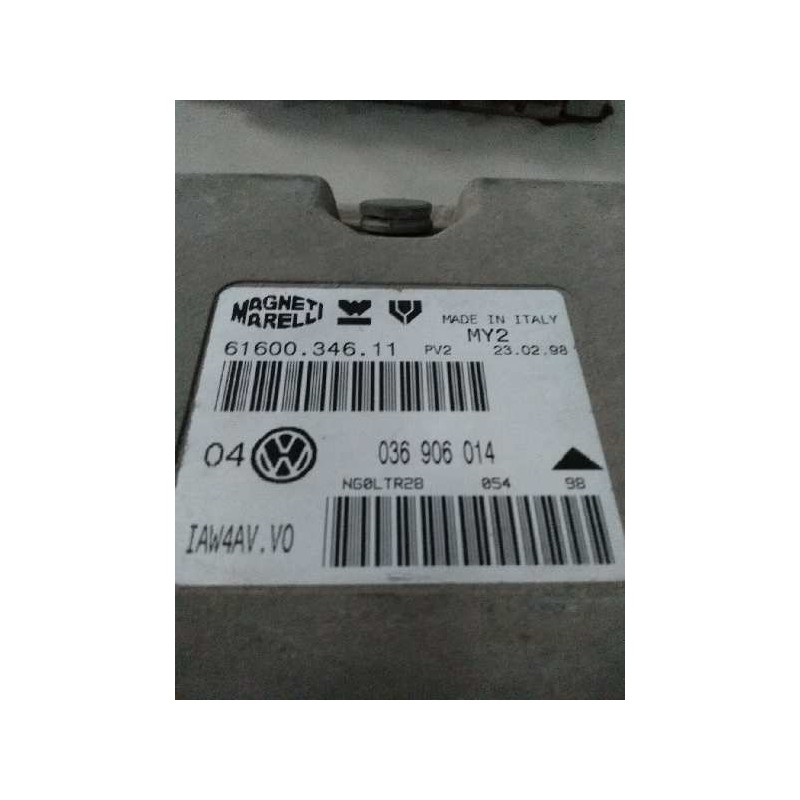 MAGNETI MARELLI
MADE IN ITALY
MY2
61600.346.11 PV2 23.02.98
04 VW 036 906 014
NG0LTR28 054 98
IAW4AV.V0